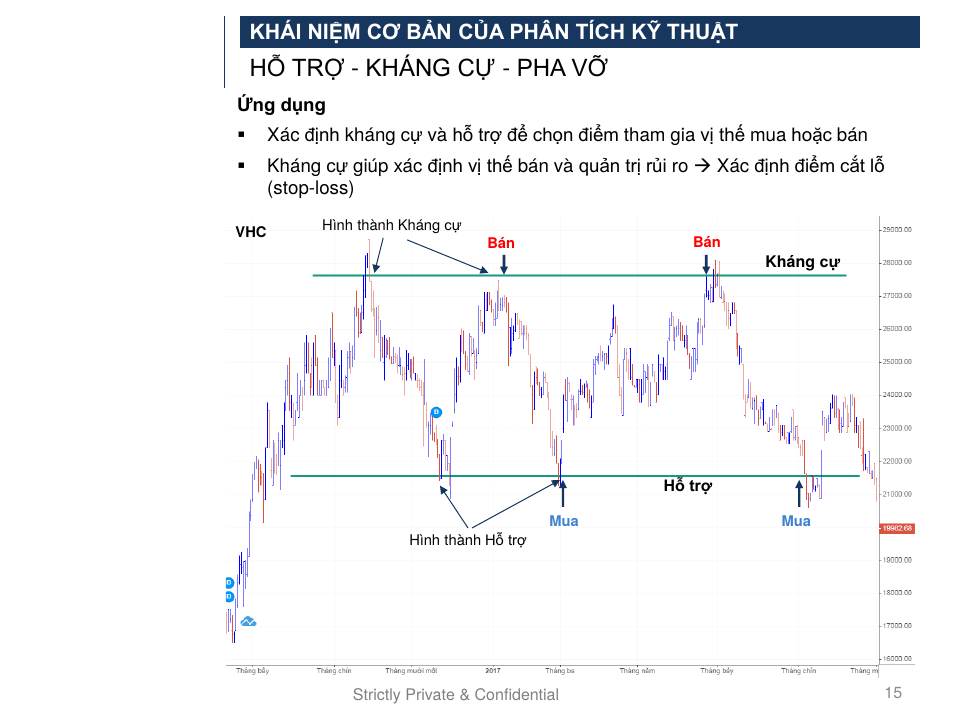 KHÁI NIỆM CƠ BẢN CỦA PHÂN TÍCH KỸ THUẬT
HỖ TRỢ - KHÁNG CỰ - PHA VỠ
Ứng dụng
▪ Xác định kháng cự và hỗ trợ để chọn điểm tham gia vị thế mua hoặc bán
▪ Kháng cự giúp xác định vị thế bán và quản trị rủi ro → Xác định điểm cắt lỗ
(stop-loss)
VHC
Hình thành Kháng cự
Bán
Bán
Kháng cự
Hỗ trợ
Mua
Mua
Hình thành Hỗ trợ
29000.00
28000.00
27000.00
26000.00
25000.00
24000.00
23000.00
22000.00
21000.00
19982.68
19000.00
18000.00
17000.00
16000.00
D
D
D
Tháng bảy
Tháng chín
Tháng mười một
2017
Tháng ba
Tháng năm
Tháng bảy
Tháng chín
Tháng m
Strictly Private & Confidential
15